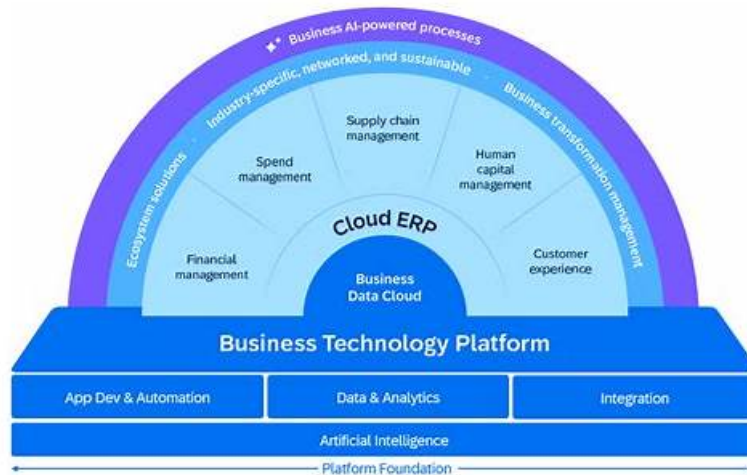 Business AI-powered processes
Ecosystem solutions · Industry-specific, networked, and sustainable · Business transformation management
Supply chain
management
Spend
management
Human
capital
management
Financial
management
Customer
experience
Cloud ERP
Business
Data Cloud
Business Technology Platform
App Dev & Automation
Data & Analytics
Integration
Artificial Intelligence
Platform Foundation